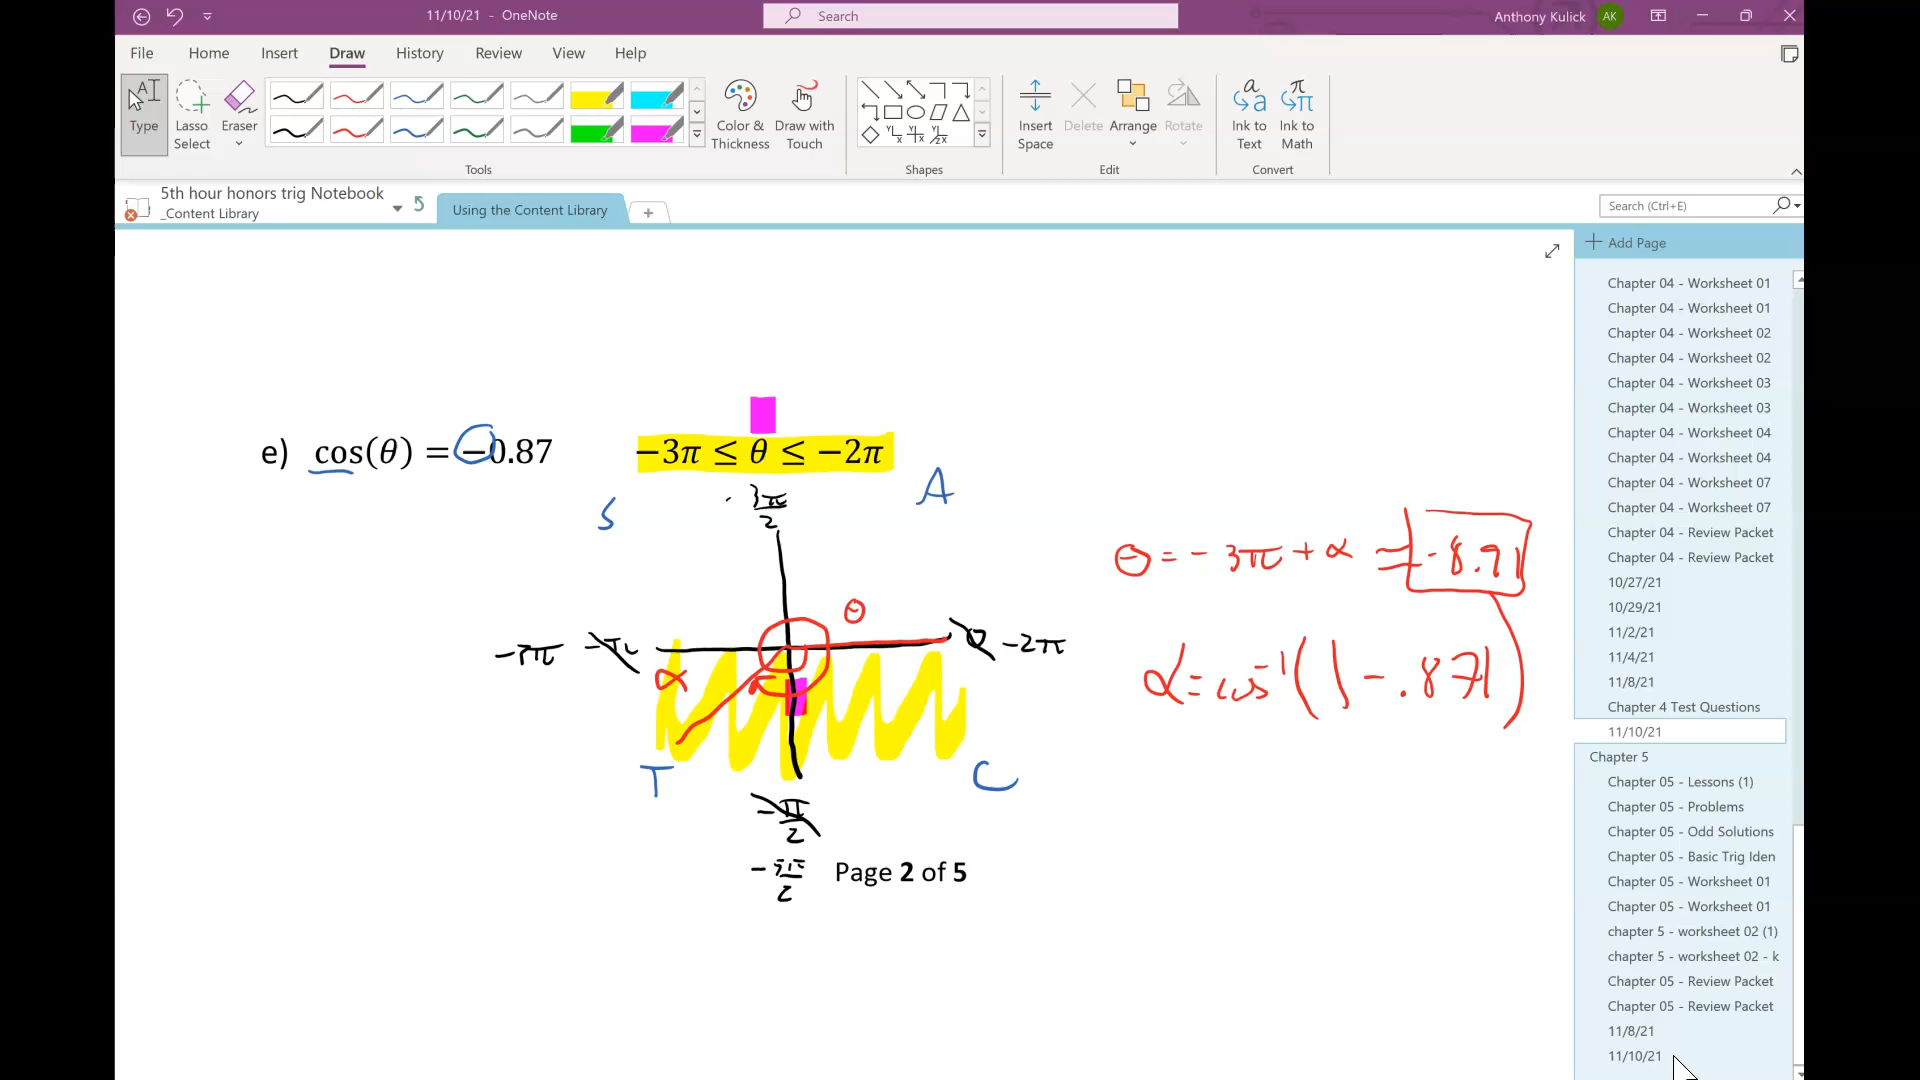 11/10/21 - OneNote
Search
Anthony Kulick AK
File Home Insert Draw History Review View Help
Type
Lasso Select
Eraser
Color & Thickness
Draw with Touch
Insert Space
Delete
Arrange
Rotate
Ink to Text
Ink to Math
Tools
Shapes
Edit
Convert
5th hour honors trig Notebook
_Content Library
Using the Content Library
Search (Ctrl+E)
Add Page
Chapter 04 - Worksheet 01
Chapter 04 - Worksheet 01
Chapter 04 - Worksheet 02
Chapter 04 - Worksheet 02
Chapter 04 - Worksheet 03
Chapter 04 - Worksheet 03
Chapter 04 - Worksheet 04
Chapter 04 - Worksheet 04
Chapter 04 - Worksheet 07
Chapter 04 - Worksheet 07
Chapter 04 - Review Packet
Chapter 04 - Review Packet
10/27/21
10/29/21
11/2/21
11/4/21
11/8/21
Chapter 4 Test Questions
11/10/21
Chapter 5
Chapter 05 - Lessons (1)
Chapter 05 - Problems
Chapter 05 - Odd Solutions
Chapter 05 - Basic Trig Iden
Chapter 05 - Worksheet 01
Chapter 05 - Worksheet 01
chapter 5 - worksheet 02 (1)
chapter 5 - worksheet 02 - k
Chapter 05 - Review Packet
Chapter 05 - Review Packet
11/8/21
11/10/21
e) cos(θ) = −0.87 −3π ≤ θ ≤ −2π
S A
- 3π/2
θ
-3π -π 0 -2π
α
T C
-π/2
-5π/2
Page 2 of 5
θ = -3π + α ≈ -8.91
α = cos⁻¹(|-.87|)